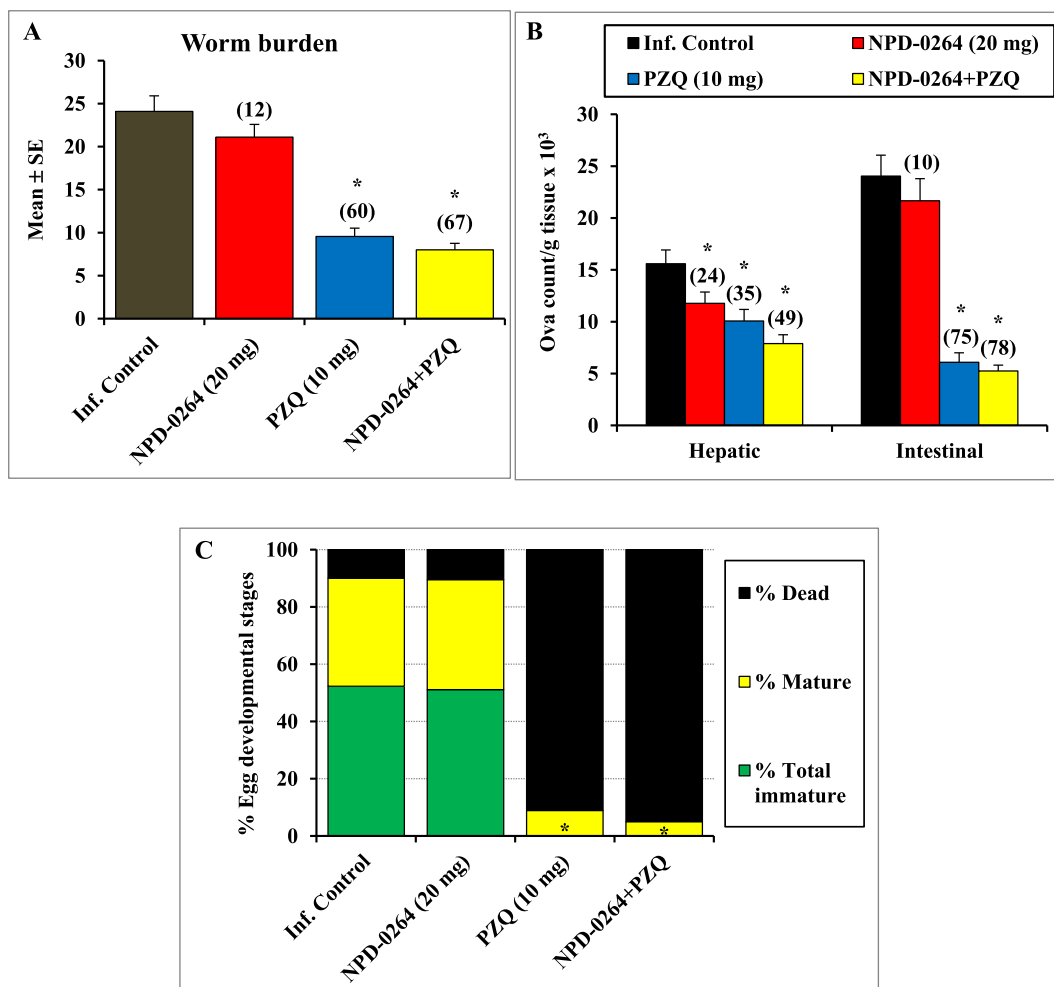 A
Worm burden
Mean ± SE
30
25
20
15
10
5
0
(12)
*
(60)
*
(67)
Inf. Control
NPD-0264 (20 mg)
PZQ (10 mg)
NPD-0264+PZQ
B
Inf. Control
NPD-0264 (20 mg)
PZQ (10 mg)
NPD-0264+PZQ
Ova count/g tissue x 10³
30
25
20
15
10
5
0
*
(24)
*
(35)
*
(49)
(10)
*
(75)
*
(78)
Hepatic
Intestinal
C
% Egg developmental stages
100
80
60
40
20
0
*
*
Inf. Control
NPD-0264 (20 mg)
PZQ (10 mg)
NPD-0264+PZQ
% Dead
% Mature
% Total
immature